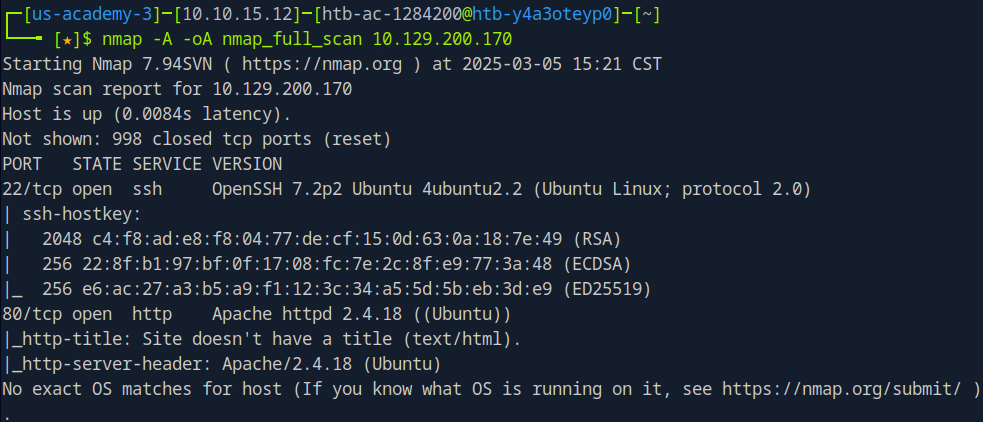 ┌─[us-academy-3]─[10.10.15.12]─[htb-ac-1284200@htb-y4a3oteyp0]─[~]
└──╼ [★]$ nmap -A -oA nmap_full_scan 10.129.200.170
Starting Nmap 7.94SVN ( https://nmap.org ) at 2025-03-05 15:21 CST
Nmap scan report for 10.129.200.170
Host is up (0.0084s latency).
Not shown: 998 closed tcp ports (reset)
PORT   STATE SERVICE VERSION
22/tcp open  ssh     OpenSSH 7.2p2 Ubuntu 4ubuntu2.2 (Ubuntu Linux; protocol 2.0)
| ssh-hostkey:
|   2048 c4:f8:ad:e8:f8:04:77:de:cf:15:0d:63:0a:18:7e:49 (RSA)
|   256 22:8f:b1:97:bf:0f:17:08:fc:7e:2c:8f:e9:77:3a:48 (ECDSA)
|_  256 e6:ac:27:a3:b5:a9:f1:12:3c:34:a5:5d:5b:eb:3d:e9 (ED25519)
80/tcp open  http    Apache httpd 2.4.18 ((Ubuntu))
|_http-title: Site doesn't have a title (text/html).
|_http-server-header: Apache/2.4.18 (Ubuntu)
No exact OS matches for host (If you know what OS is running on it, see https://nmap.org/submit/ )
.